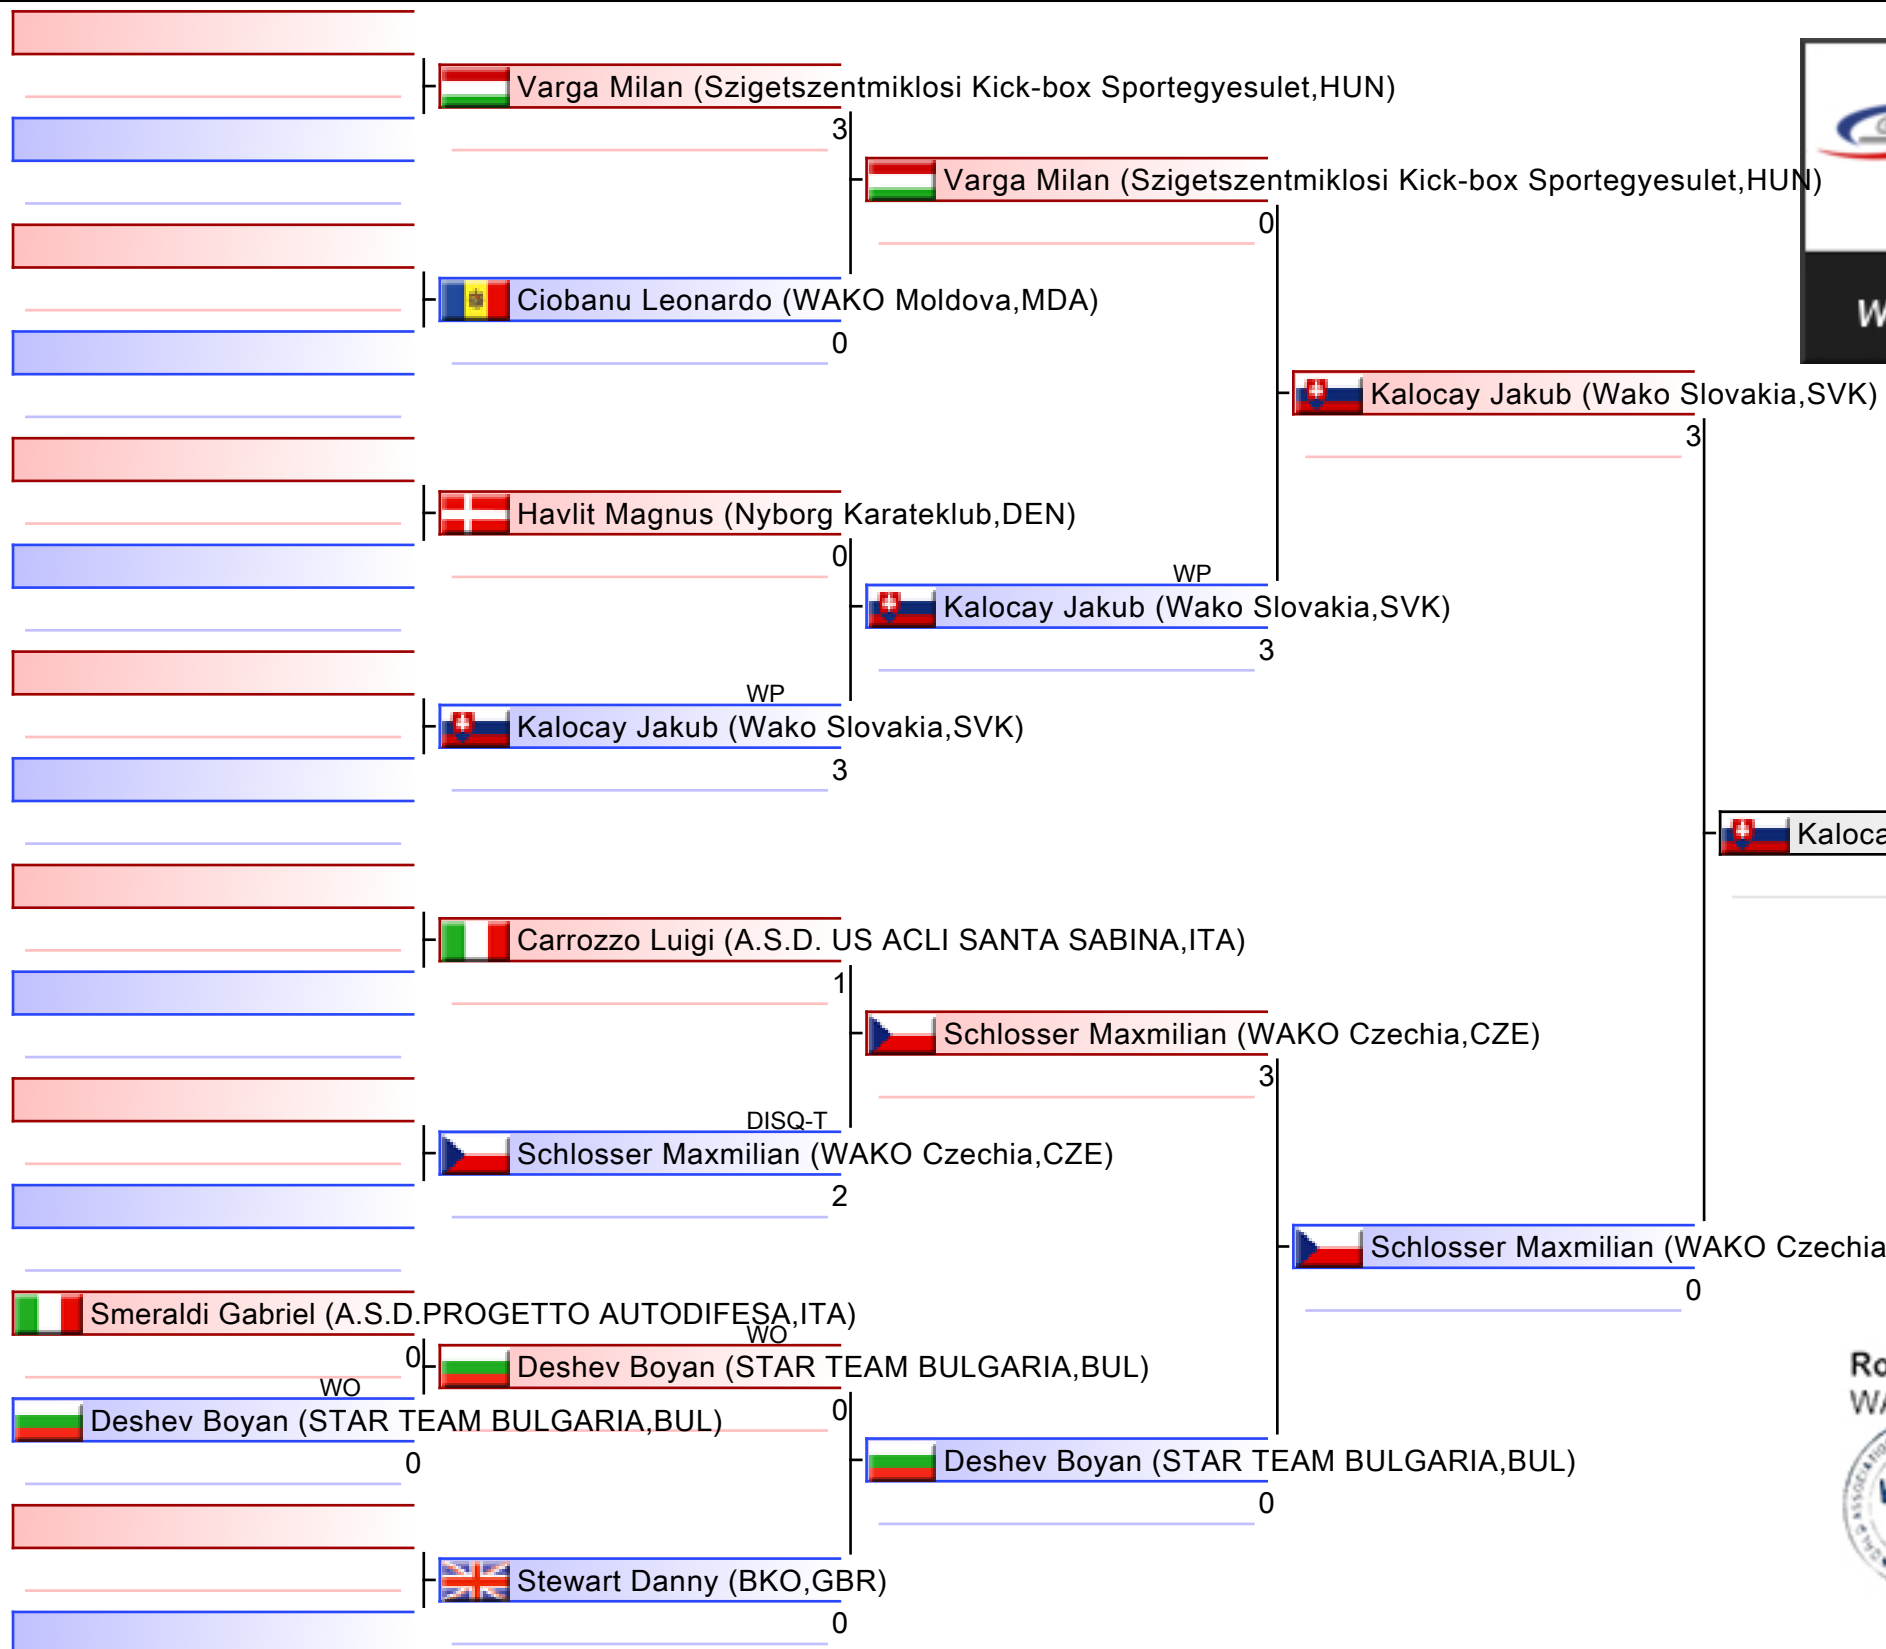 Varga Milan (Szigetszentmiklosi Kick-box Sportegyesulet,HUN)
3
Varga Milan (Szigetszentmiklosi Kick-box Sportegyesulet,HUN)
0
Ciobanu Leonardo (WAKO Moldova,MDA)
0
Kalocay Jakub (Wako Slovakia,SVK)
3
Havlit Magnus (Nyborg Karateklub,DEN)
0
WP
Kalocay Jakub (Wako Slovakia,SVK)
3
WP
Kalocay Jakub (Wako Slovakia,SVK)
3
Carrozzo Luigi (A.S.D. US ACLI SANTA SABINA,ITA)
1
Schlosser Maxmilian (WAKO Czechia,CZE)
3
DISQ-T
Schlosser Maxmilian (WAKO Czechia,CZE)
2
Schlosser Maxmilian (WAKO Czechia
0
Smeraldi Gabriel (A.S.D.PROGETTO AUTODIFESA,ITA)
0
WO
Deshev Boyan (STAR TEAM BULGARIA,BUL)
0
WO
Deshev Boyan (STAR TEAM BULGARIA,BUL)
0
Deshev Boyan (STAR TEAM BULGARIA,BUL)
0
Stewart Danny (BKO,GBR)
0